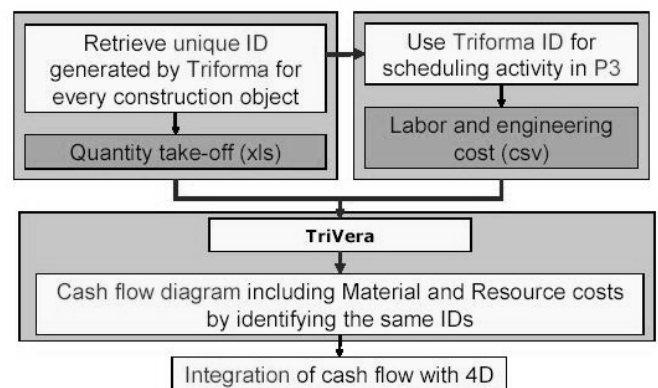 Retrieve unique ID
generated by Triforma for
every construction object
Quantity take-off (xls)
Use Triforma ID for
scheduling activity in P3
Labor and engineering
cost (csv)
TriVera
Cash flow diagram including Material and Resource costs
by identifying the same IDs
Integration of cash flow with 4D